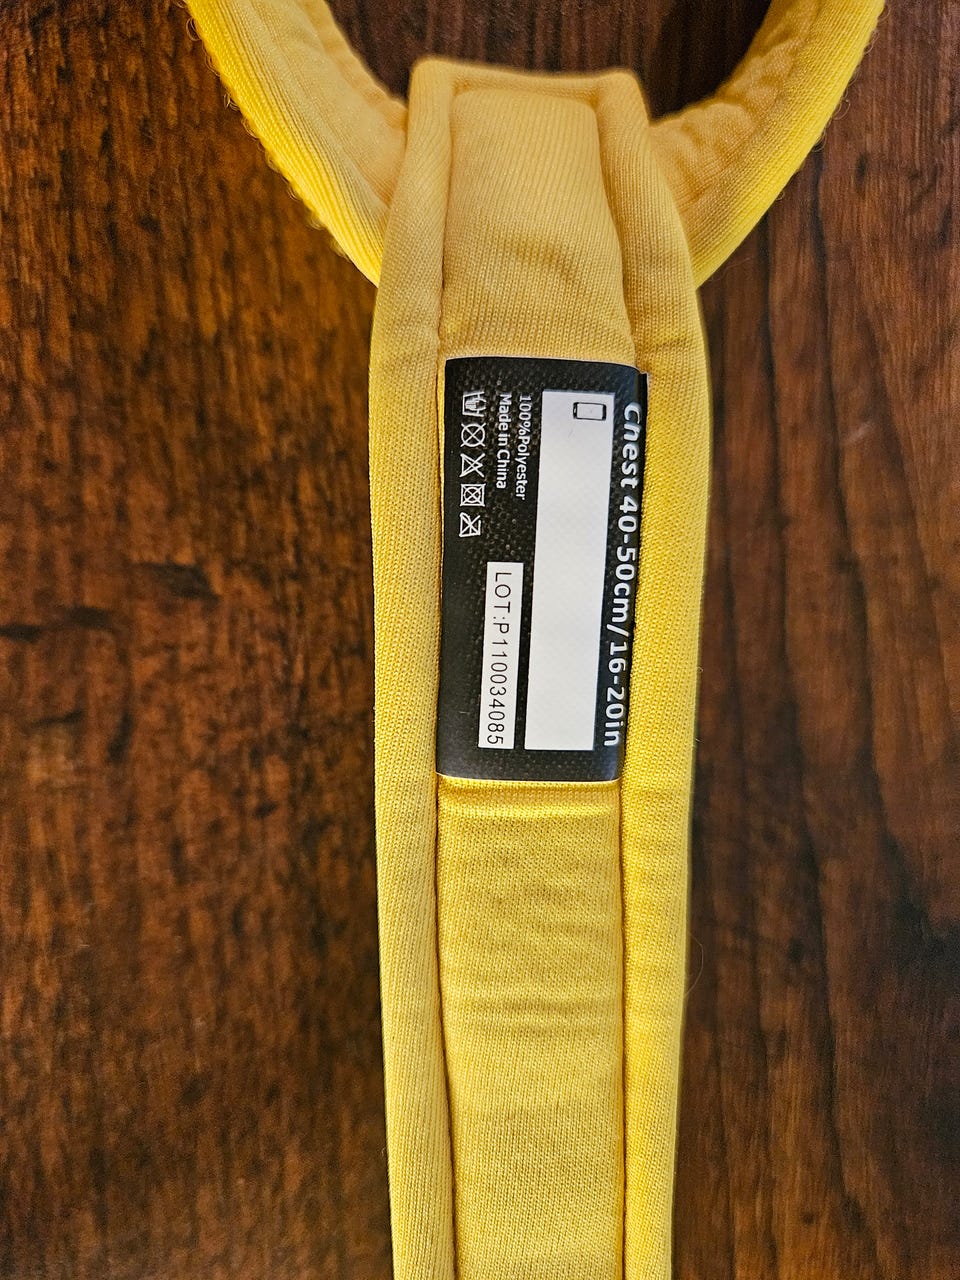 Chest 40-50cm/16-20in
100%Polyester
Made in China
LOT:P110034085